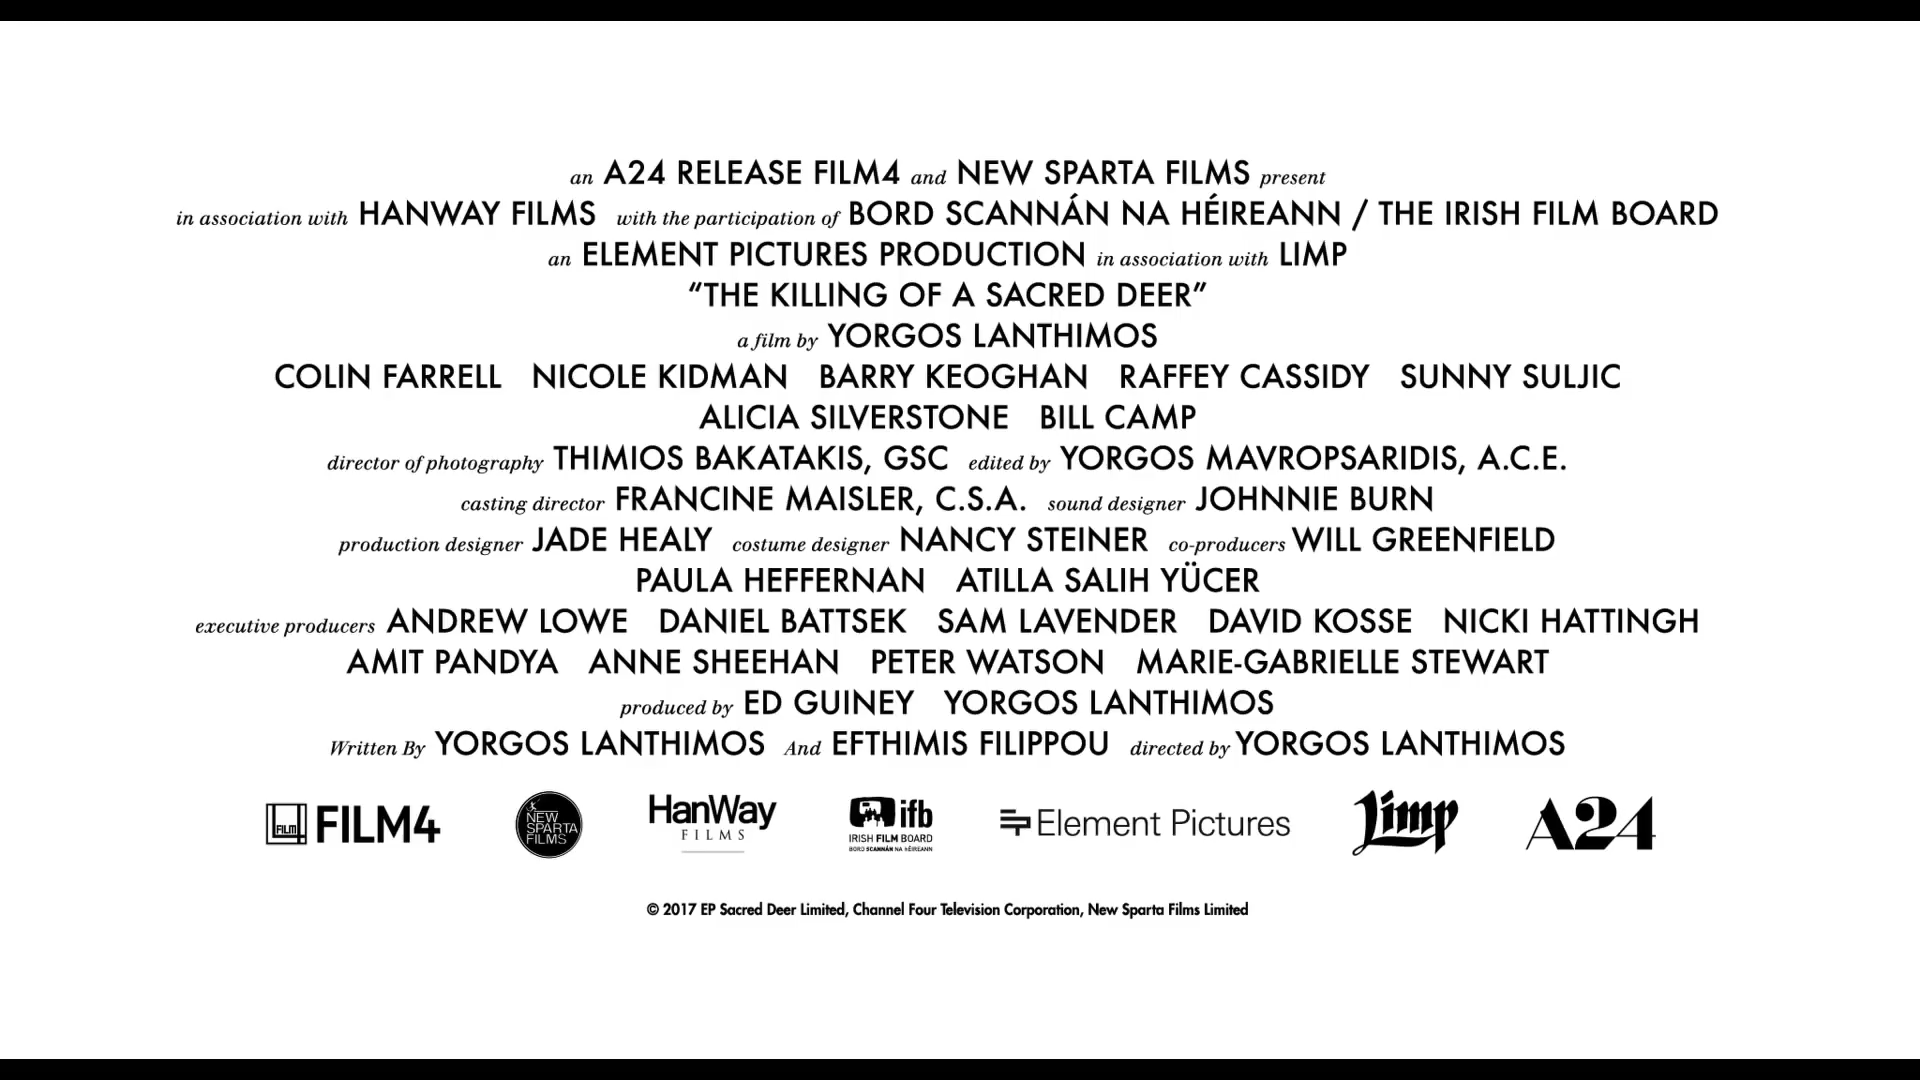 an A24 RELEASE FILM4 and NEW SPARTA FILMS present
in association with HANWAY FILMS with the participation of BORD SCANNÁN NA HÉIREANN / THE IRISH FILM BOARD
an ELEMENT PICTURES PRODUCTION in association with LIMP
“THE KILLING OF A SACRED DEER”
a film by YORGOS LANTHIMOS
COLIN FARRELL NICOLE KIDMAN BARRY KEOGHAN RAFFEY CASSIDY SUNNY SULJIC
ALICIA SILVERSTONE BILL CAMP
director of photography THIMIOS BAKATAKIS, GSC edited by YORGOS MAVROPSARIDIS, A.C.E.
casting director FRANCINE MAISLER, C.S.A. sound designer JOHNNIE BURN
production designer JADE HEALY costume designer NANCY STEINER co-producers WILL GREENFIELD
PAULA HEFFERNAN ATILLA SALIH YÜCER
executive producers ANDREW LOWE DANIEL BATTSEK SAM LAVENDER DAVID KOSSE NICKI HATTINGH
AMIT PANDYA ANNE SHEEHAN PETER WATSON MARIE-GABRIELLE STEWART
produced by ED GUINEY YORGOS LANTHIMOS
Written By YORGOS LANTHIMOS And EFTHIMIS FILIPPOU directed by YORGOS LANTHIMOS
FILM FILM4
NEW
SPARTA
FILMS
HanWay
FILMS
ifb
IRISH FILM BOARD
BORD SCANNÁN NA hÉIREANN
Element Pictures
Limp
A24
© 2017 EP Sacred Deer Limited, Channel Four Television Corporation, New Sparta Films Limited